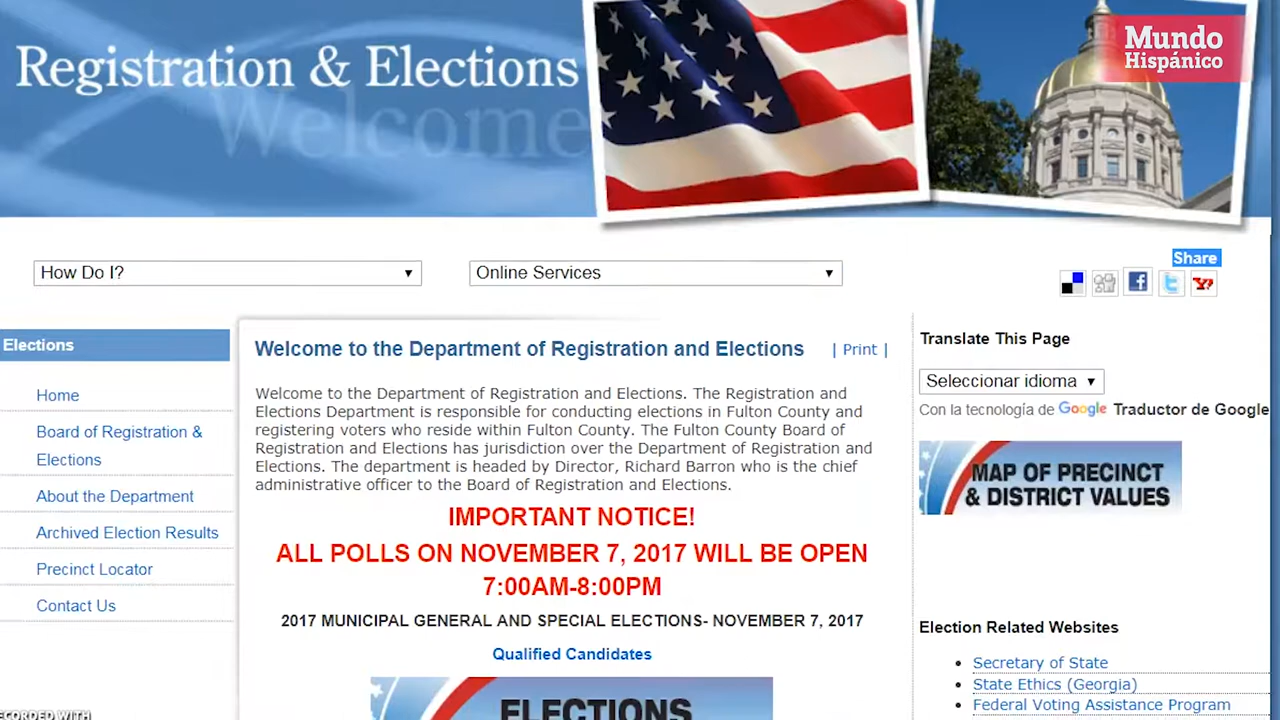 Mundo
Hispánico
Registration & Elections
Welcome
How Do I?
Online Services
Share
Elections
Home
Board of Registration &
Elections
About the Department
Archived Election Results
Precinct Locator
Contact Us
Welcome to the Department of Registration and Elections
| Print |
Welcome to the Department of Registration and Elections. The Registration and
Elections Department is responsible for conducting elections in Fulton County and
registering voters who reside within Fulton County. The Fulton County Board of
Registration and Elections has jurisdiction over the Department of Registration and
Elections. The department is headed by Director, Richard Barron who is the chief
administrative officer to the Board of Registration and Elections.
IMPORTANT NOTICE!
ALL POLLS ON NOVEMBER 7, 2017 WILL BE OPEN
7:00AM-8:00PM
2017 MUNICIPAL GENERAL AND SPECIAL ELECTIONS- NOVEMBER 7, 2017
Qualified Candidates
ELECTIONS
Translate This Page
Seleccionar idioma
Con la tecnología de Google Traductor de Google
MAP OF PRECINCT
& DISTRICT VALUES
Election Related Websites
Secretary of State
State Ethics (Georgia)
Federal Voting Assistance Program
RECORDED WITH